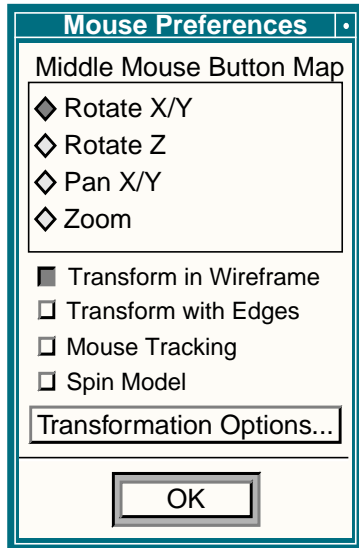 Mouse Preferences
Middle Mouse Button Map
Rotate X/Y
Rotate Z
Pan X/Y
Zoom
Transform in Wireframe
Transform with Edges
Mouse Tracking
Spin Model
Transformation Options...
OK